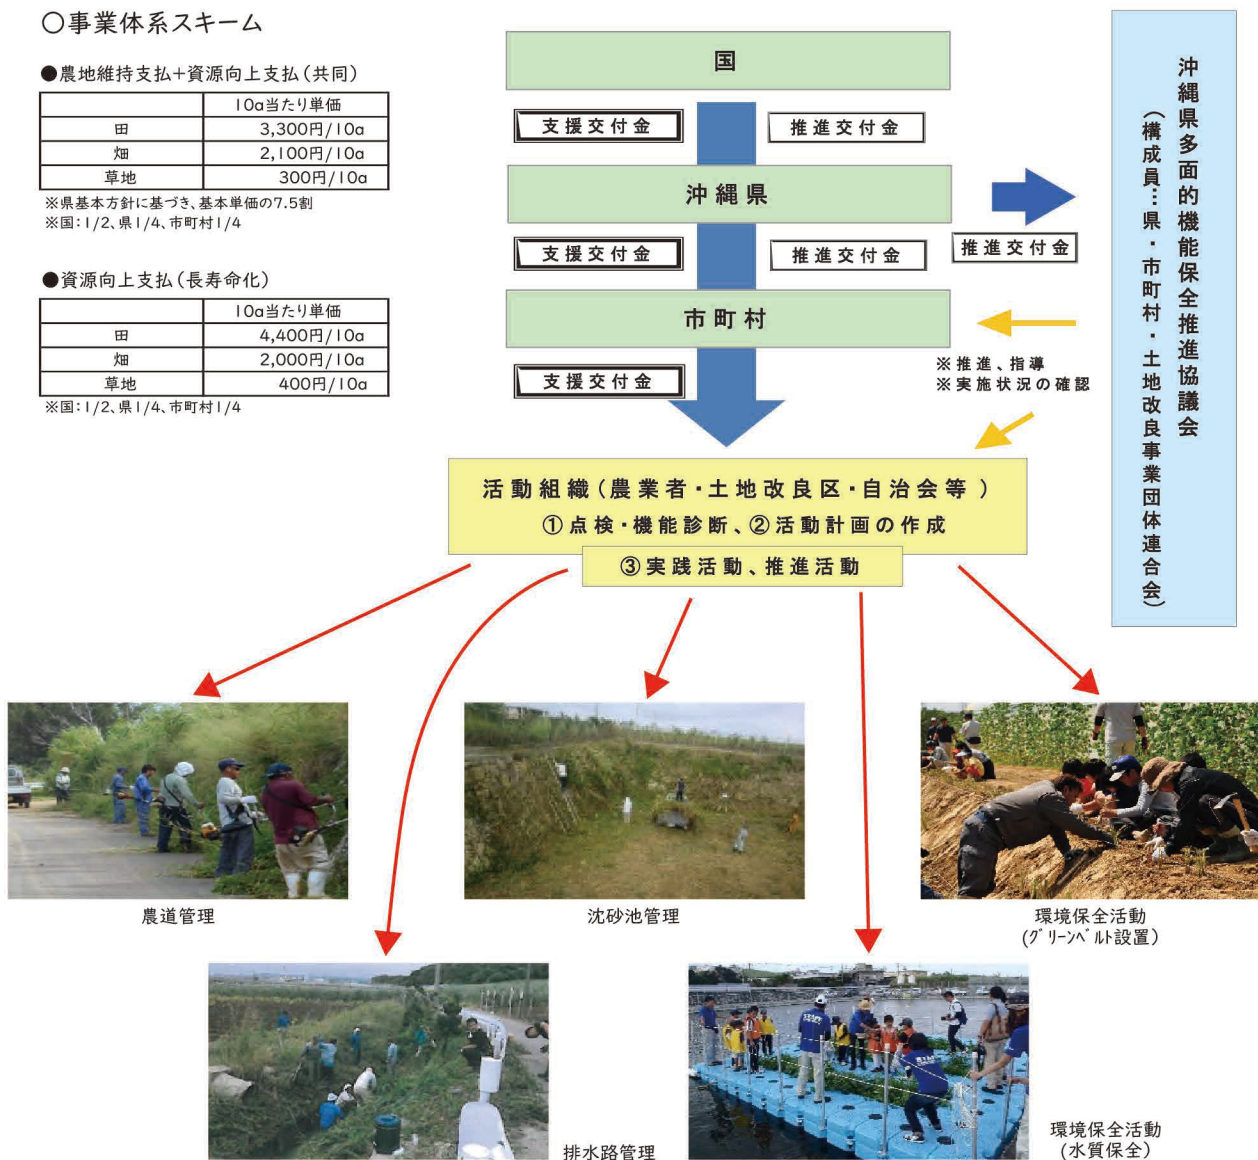 〇事業体系スキーム
●農地維持支払+資源向上支払(共同)
10a当たり単価
田 3,300円/10a
畑 2,100円/10a
草地 300円/10a
※県基本方針に基づき、基本単価の7.5割
※国:1/2、県1/4、市町村1/4
●資源向上支払(長寿命化)
10a当たり単価
田 4,400円/10a
畑 2,000円/10a
草地 400円/10a
※国:1/2、県1/4、市町村1/4
国
支援交付金 推進交付金
沖縄県
支援交付金 推進交付金 推進交付金
市町村
支援交付金
※推進、指導
※実施状況の確認
沖縄県多面的機能保全推進協議会
(構成員…県・市町村・土地改良事業団体連合会)
活動組織(農業者・土地改良区・自治会等)
①点検・機能診断、②活動計画の作成
③実践活動、推進活動
農道管理
沈砂池管理
環境保全活動
(グリーンベルト設置)
排水路管理
環境保全活動
(水質保全)